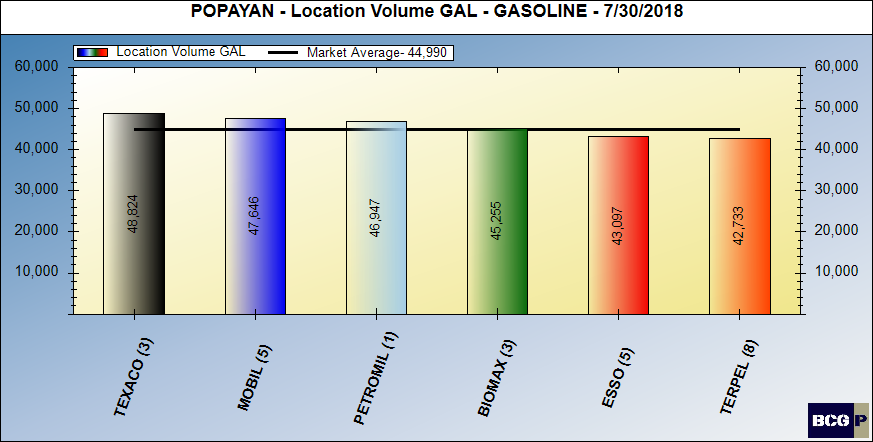 POPAYAN - Location Volume GAL - GASOLINE - 7/30/2018
Location Volume GAL Market Average- 44,990
60,000 60,000
50,000 50,000
40,000 40,000
30,000 30,000
20,000 20,000
10,000 10,000
48,824 47,646 46,947 45,255 43,097 42,733
TEXACO (3) MOBIL (5) PETROMIL (1) BIOMAX (3) ESSO (5) TERPEL (8)
BCG P